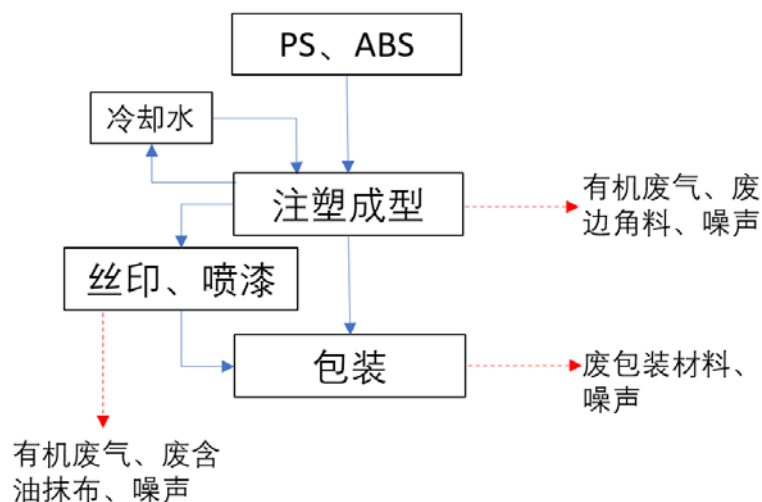 PS、ABS
冷却水
注塑成型
有机废气、废
边角料、噪声
丝印、喷漆
包装
废包装材料、
噪声
有机废气、废含
油抹布、噪声